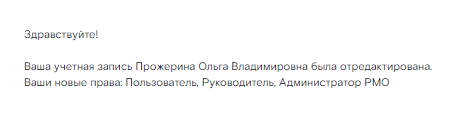 Здравствуйте!
Ваша учетная запись Прожерина Ольга Владимировна была отредактирована.
Ваши новые права: Пользователь, Руководитель, Администратор РМО